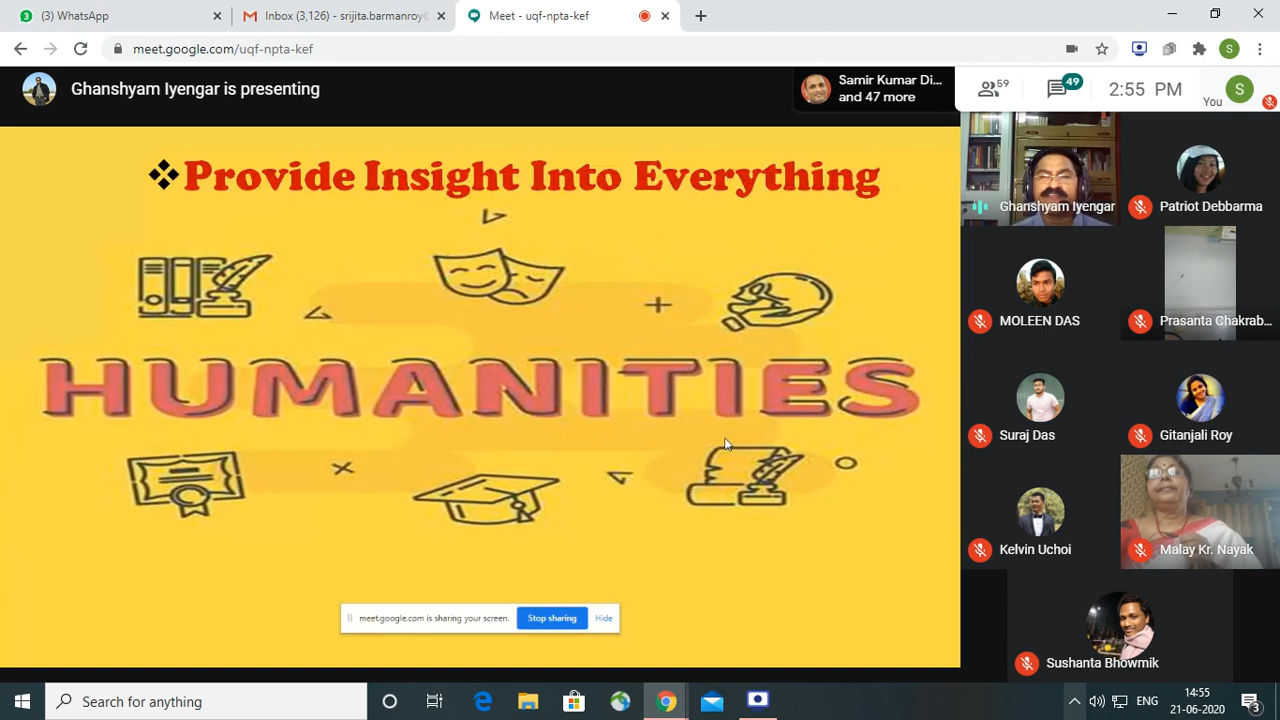 (3) WhatsApp
Inbox (3,126) - srijita.barmanroy
Meet - uqf-npta-kef
meet.google.com/uqf-npta-kef
S
Ghanshyam Iyengar is presenting
Samir Kumar Di...
and 47 more
59
49
2:55 PM
You
S
❖Provide Insight Into Everything
HUMANITIES
meet.google.com is sharing your screen.
Stop sharing
Hide
Ghanshyam Iyengar
Patriot Debbarma
MOLEEN DAS
Prasanta Chakrab...
Suraj Das
Gitanjali Roy
Kelvin Uchoi
Malay Kr. Nayak
Sushanta Bhowmik
Search for anything
ENG
14:55
21-06-2020
3